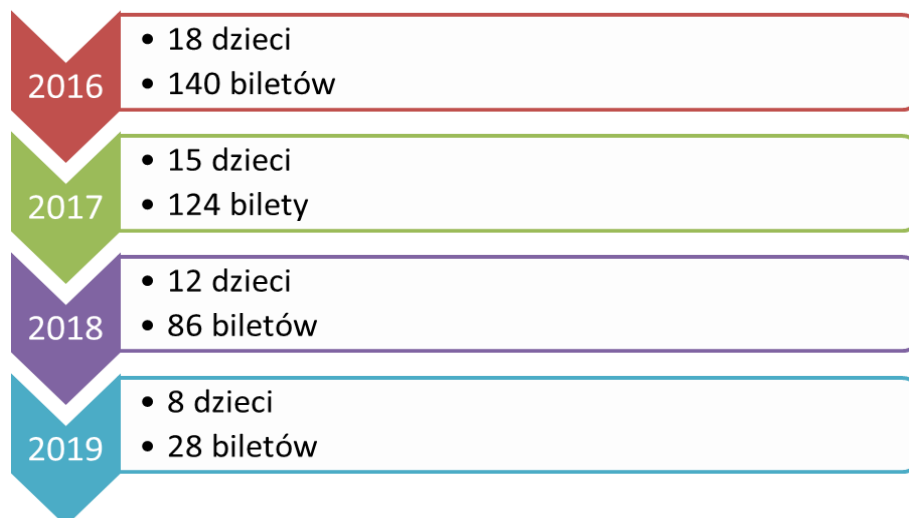 2016
• 18 dzieci
• 140 biletów
2017
• 15 dzieci
• 124 bilety
2018
• 12 dzieci
• 86 biletów
2019
• 8 dzieci
• 28 biletów